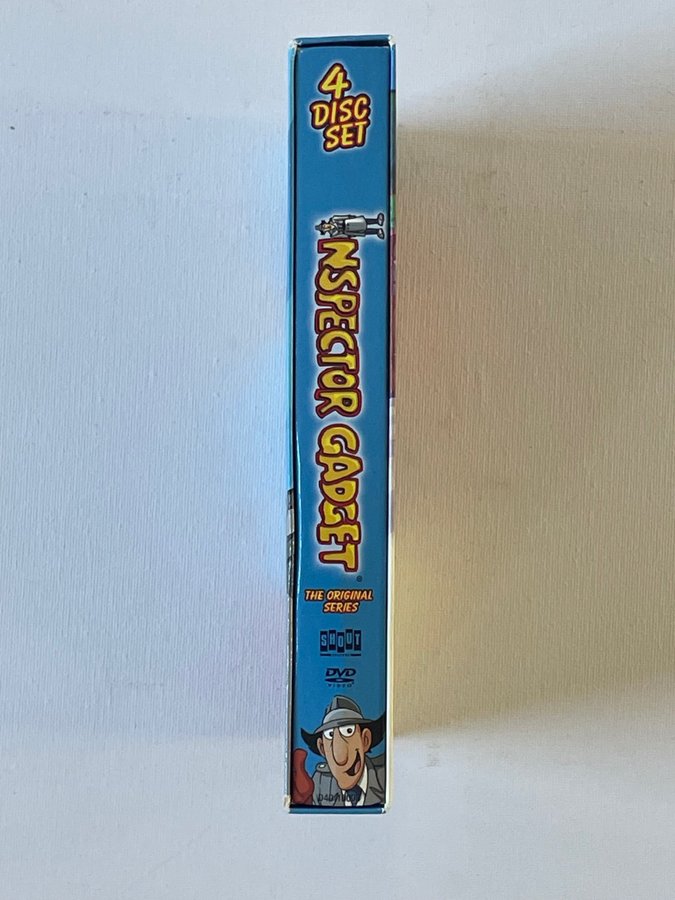 4
DISC
SET
INSPECTOR GADGET
®
THE ORIGINAL
SERIES
SHOUT
DVD
VIDEO